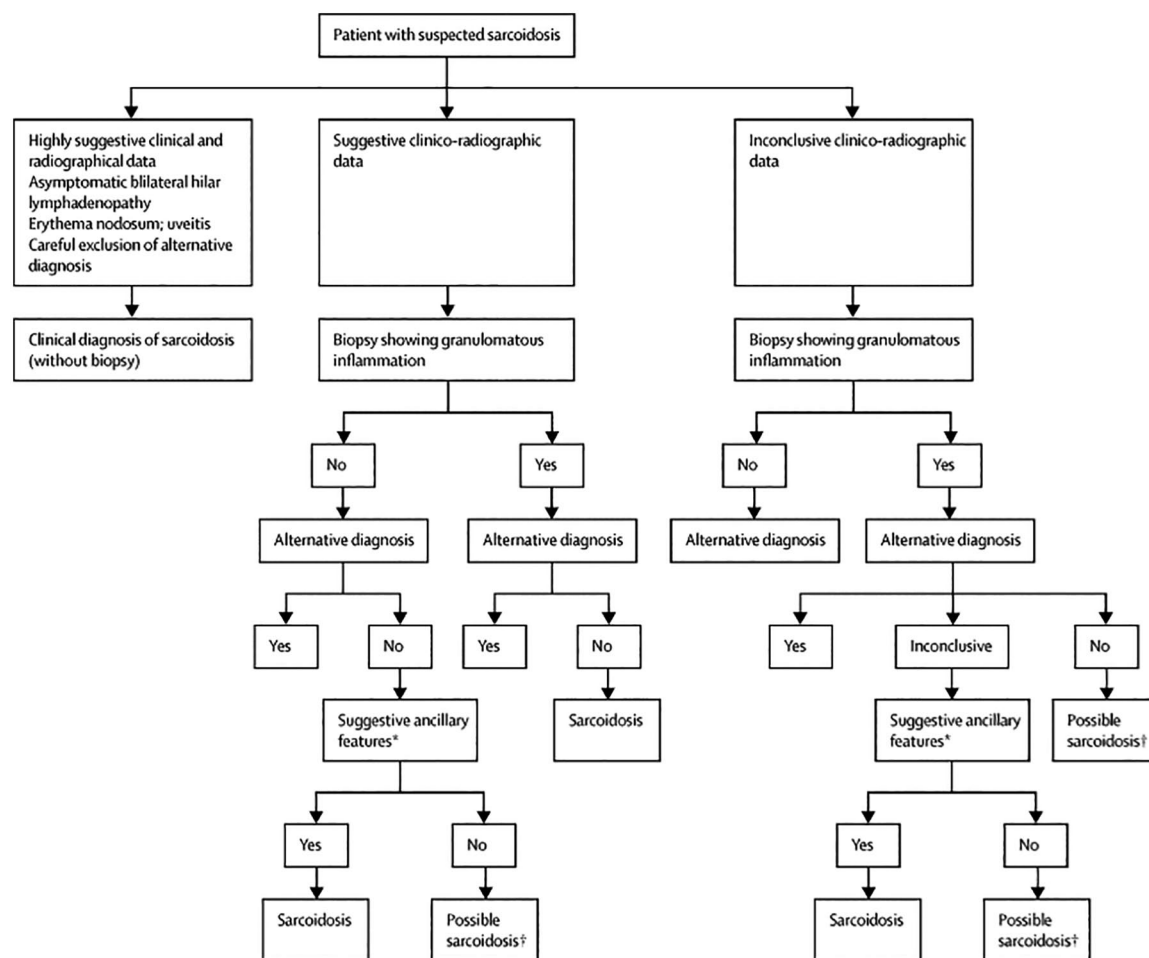 Patient with suspected sarcoidosis
Highly suggestive clinical and
radiographical data
Asymptomatic blilateral hilar
lymphadenopathy
Erythema nodosum; uveitis
Careful exclusion of alternative
diagnosis
Suggestive clinico-radiographic
data
Inconclusive clinico-radiographic
data
Clinical diagnosis of sarcoidosis
(without biopsy)
Biopsy showing granulomatous
inflammation
Biopsy showing granulomatous
inflammation
No
Yes
No
Yes
Alternative diagnosis
Alternative diagnosis
Alternative diagnosis
Alternative diagnosis
Yes
No
Yes
No
Yes
Inconclusive
No
Suggestive ancillary
features*
Sarcoidosis
Suggestive ancillary
features*
Possible
sarcoidosis†
Yes
No
Yes
No
Sarcoidosis
Possible
sarcoidosis†
Sarcoidosis
Possible
sarcoidosis†